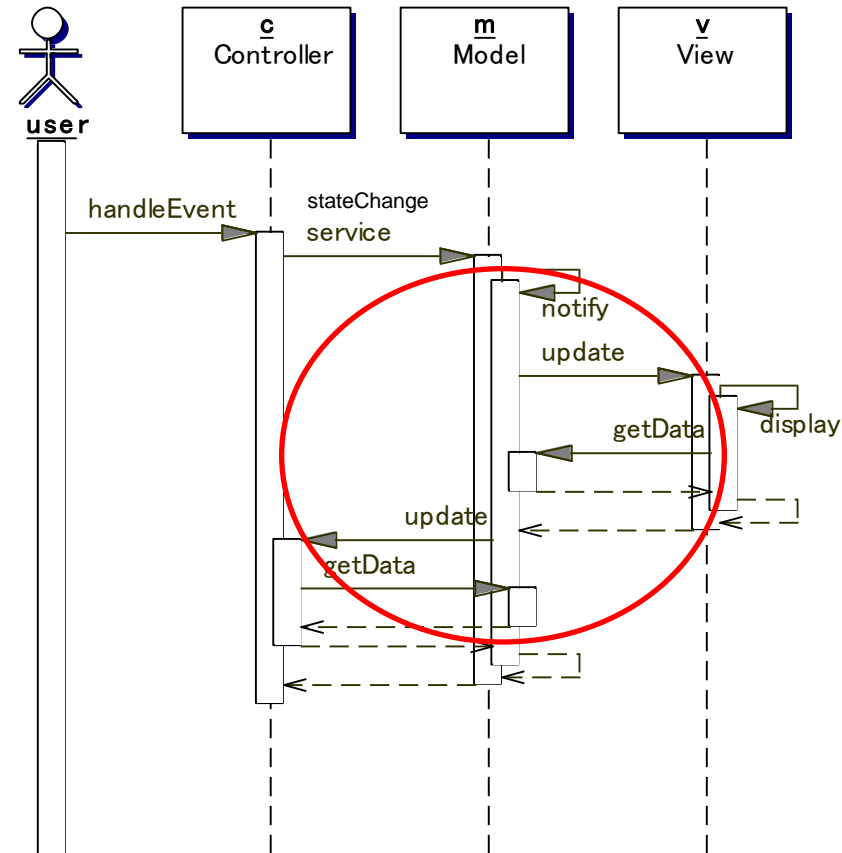 c
Controller
m
Model
v
View
user
handleEvent
stateChange
service
notify
update
display
getData
update
getData